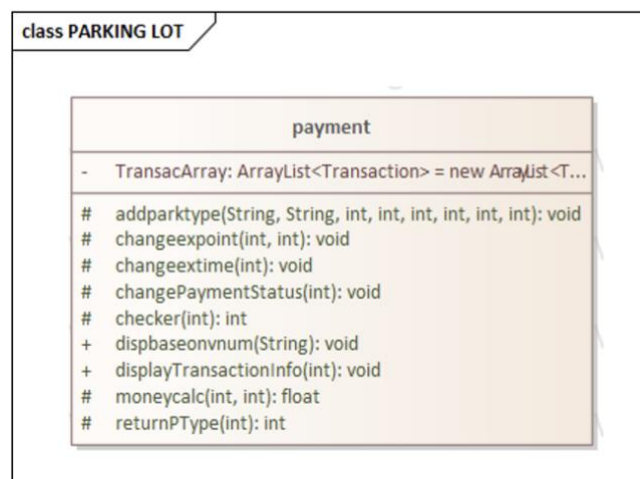 class PARKING LOT
payment
- TransacArray: ArrayList<Transaction> = new ArrayList<T...
# addparktype(String, String, int, int, int, int, int, int): void
# changeexpoint(int, int): void
# changeextime(int): void
# changePaymentStatus(int): void
# checker(int): int
+ dispbaseonvnum(String): void
+ displayTransactionInfo(int): void
# moneycalc(int, int): float
# returnPType(int): int